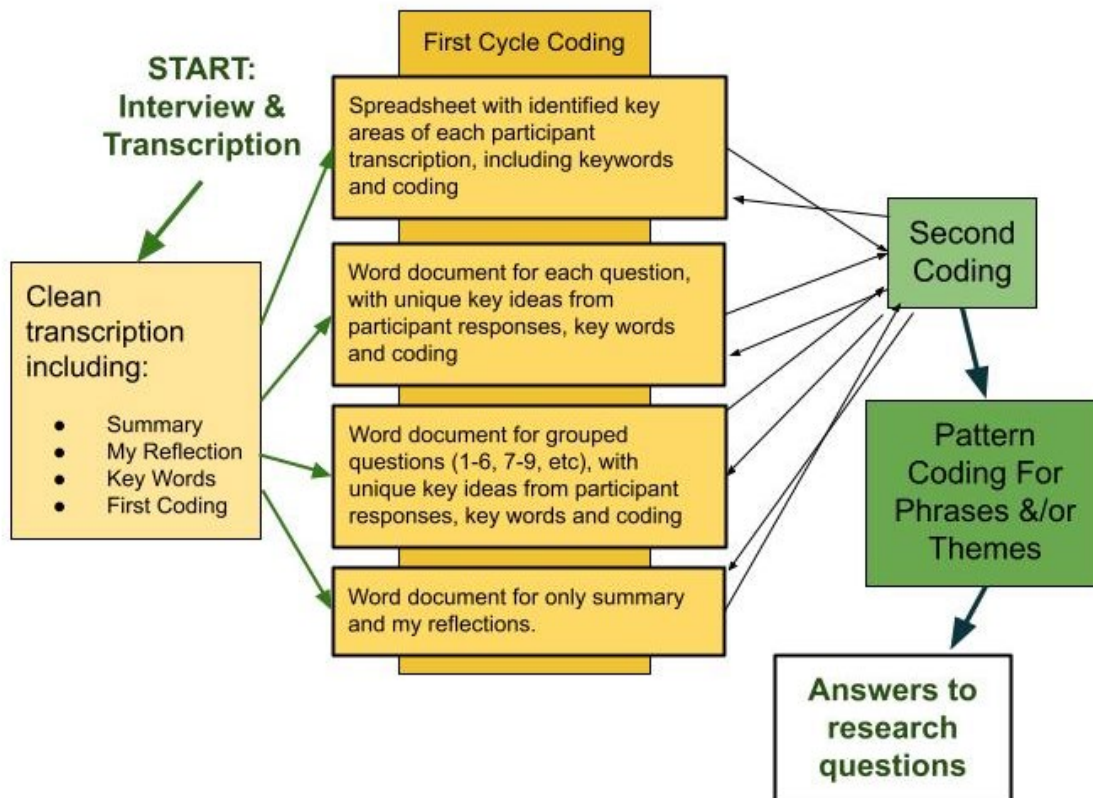 START:
Interview &
Transcription
Clean
transcription
including:
● Summary
● My Reflection
● Key Words
● First Coding
First Cycle Coding
Spreadsheet with identified key
areas of each participant
transcription, including keywords
and coding
Word document for each question,
with unique key ideas from
participant responses, key words
and coding
Word document for grouped
questions (1-6, 7-9, etc), with
unique key ideas from participant
responses, key words and coding
Word document for only summary
and my reflections.
Second
Coding
Pattern
Coding For
Phrases &/or
Themes
Answers to
research
questions